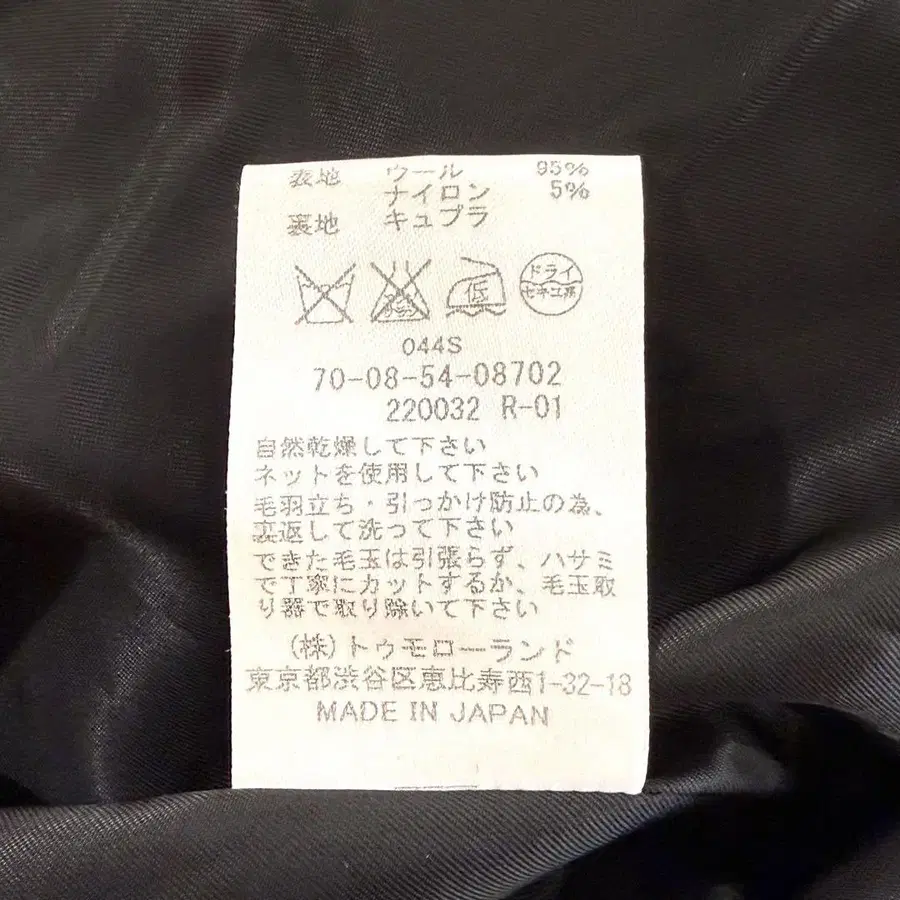 表地 ウール 95%
ナイロン 5%
裏地 キュプラ
低 ドライ
セキユ系
044S
70-08-54-08702
220032 R-01
自然乾燥して下さい
ネットを使用して下さい
毛羽立ち・引っかけ防止の為、
裏返して洗って下さい
できた毛玉は引張らず、ハサミ
で丁寧にカットするか、毛玉取
り器で取り除いて下さい
(株)トゥモローランド
東京都渋谷区恵比寿西1-32-18
MADE IN JAPAN